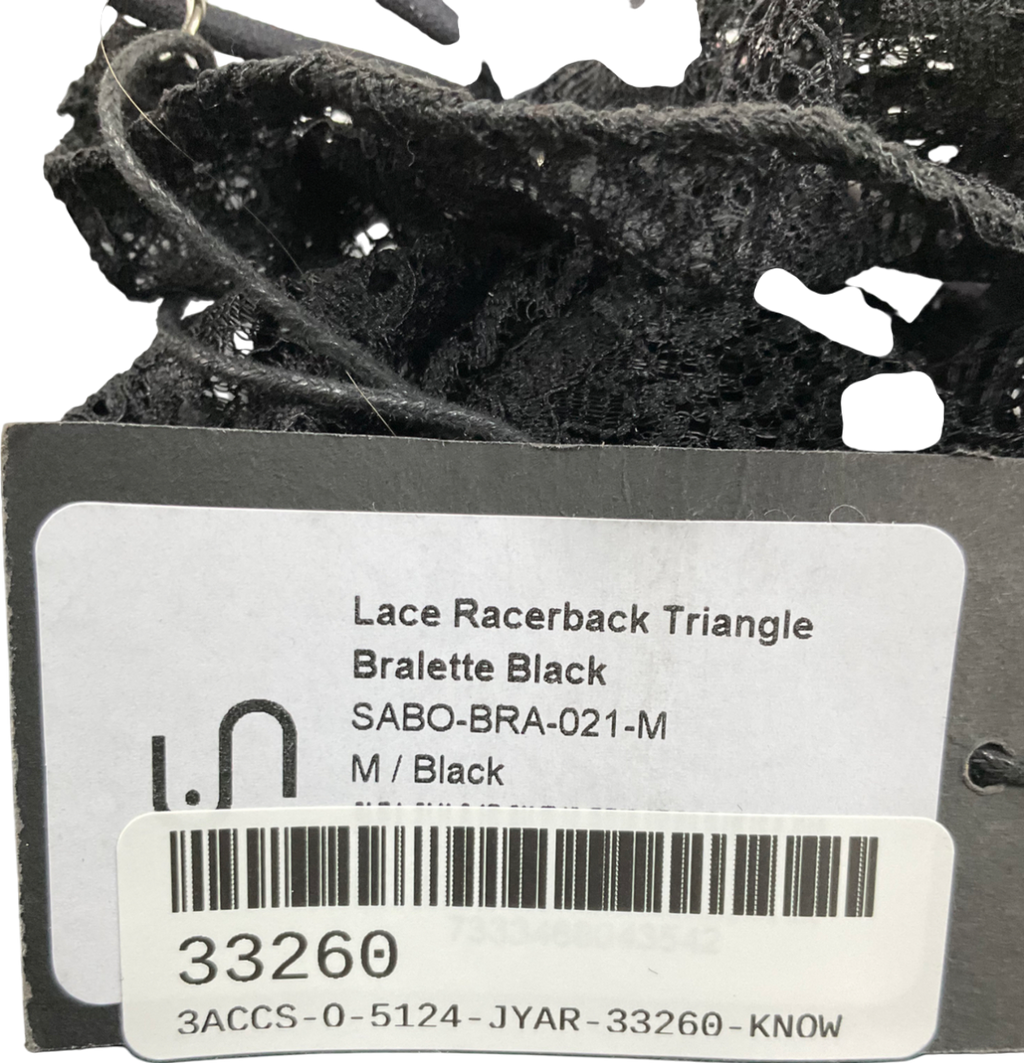 Lace Racerback Triangle
Bralette Black
SABO-BRA-021-M
M / Black
33260
3ACCS-0-5124-JYAR-33260-KNOW